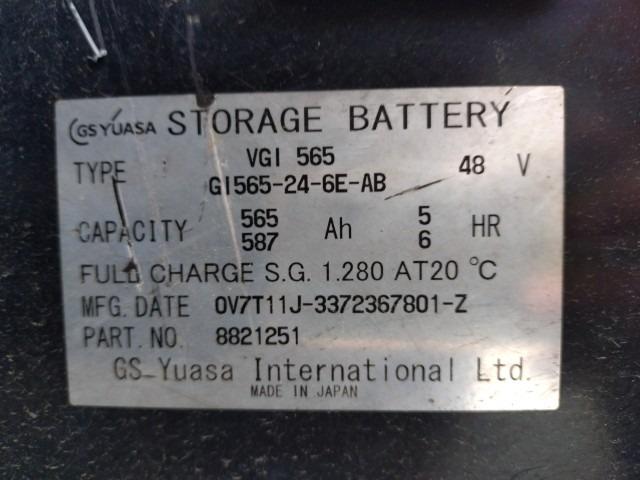 GS YUASA STORAGE BATTERY
TYPE VGI 565 48 V
GI565-24-6E-AB
CAPACITY 565 Ah 5 HR
587 6
FULL CHARGE S.G. 1.280 AT20 ℃
MFG. DATE 0V7T11J-3372367801-Z
PART. NO. 8821251
GS-Yuasa International Ltd.
MADE IN JAPAN